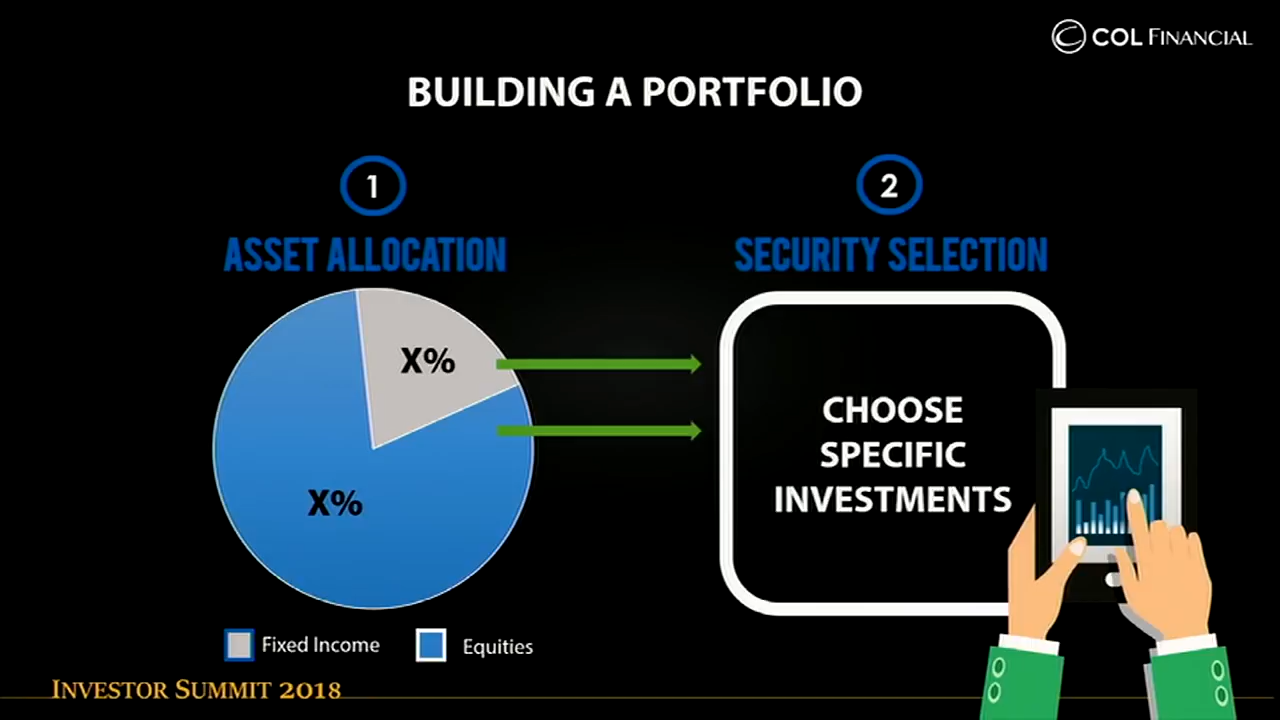 COL FINANCIAL
BUILDING A PORTFOLIO
1
ASSET ALLOCATION
X%
X%
Fixed Income
Equities
2
SECURITY SELECTION
CHOOSE
SPECIFIC
INVESTMENTS
INVESTOR SUMMIT 2018